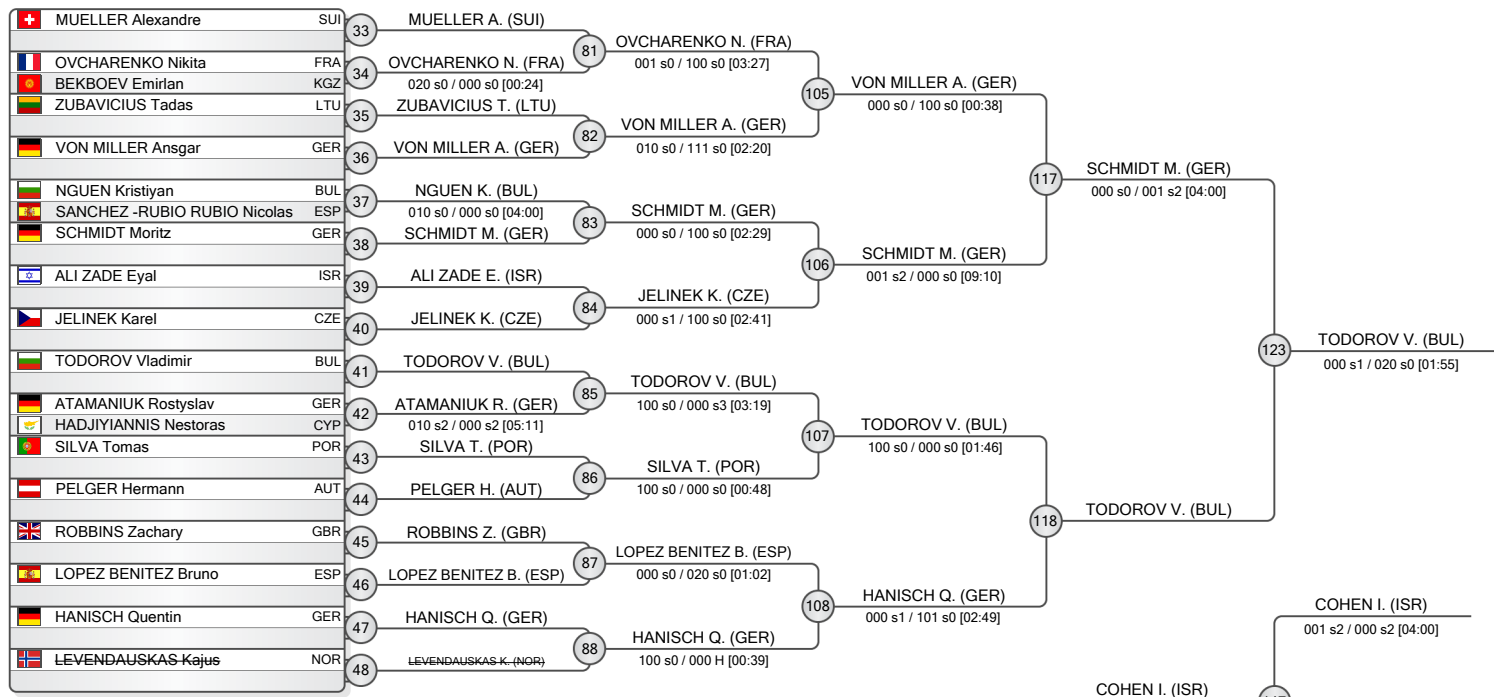 MUELLER Alexandre SUI
OVCHARENKO Nikita FRA
BEKBOEV Emirlan KGZ
ZUBAVICIUS Tadas LTU
VON MILLER Ansgar GER
NGUEN Kristiyan BUL
SANCHEZ -RUBIO RUBIO Nicolas ESP
SCHMIDT Moritz GER
ALI ZADE Eyal ISR
JELINEK Karel CZE
TODOROV Vladimir BUL
ATAMANIUK Rostyslav GER
HADJIYIANNIS Nestoras CYP
SILVA Tomas POR
PELGER Hermann AUT
ROBBINS Zachary GBR
LOPEZ BENITEZ Bruno ESP
HANISCH Quentin GER
LEVENDAUSKAS Kajus NOR
33
34
35
36
37
38
39
40
41
42
43
44
45
46
47
48
MUELLER A. (SUI)
OVCHARENKO N. (FRA)
020 s0 / 000 s0 [00:24]
ZUBAVICIUS T. (LTU)
VON MILLER A. (GER)
NGUEN K. (BUL)
010 s0 / 000 s0 [04:00]
SCHMIDT M. (GER)
ALI ZADE E. (ISR)
JELINEK K. (CZE)
TODOROV V. (BUL)
ATAMANIUK R. (GER)
010 s2 / 000 s2 [05:11]
SILVA T. (POR)
PELGER H. (AUT)
ROBBINS Z. (GBR)
LOPEZ BENITEZ B. (ESP)
HANISCH Q. (GER)
LEVENDAUSKAS K. (NOR)
81
82
83
84
85
86
87
88
OVCHARENKO N. (FRA)
001 s0 / 100 s0 [03:27]
VON MILLER A. (GER)
010 s0 / 111 s0 [02:20]
SCHMIDT M. (GER)
000 s0 / 100 s0 [02:29]
JELINEK K. (CZE)
000 s1 / 100 s0 [02:41]
TODOROV V. (BUL)
100 s0 / 000 s3 [03:19]
SILVA T. (POR)
100 s0 / 000 s0 [00:48]
LOPEZ BENITEZ B. (ESP)
000 s0 / 020 s0 [01:02]
HANISCH Q. (GER)
100 s0 / 000 H [00:39]
105
106
107
108
VON MILLER A. (GER)
000 s0 / 100 s0 [00:38]
SCHMIDT M. (GER)
001 s2 / 000 s0 [09:10]
TODOROV V. (BUL)
100 s0 / 000 s0 [01:46]
HANISCH Q. (GER)
000 s1 / 101 s0 [02:49]
117
118
SCHMIDT M. (GER)
000 s0 / 001 s2 [04:00]
TODOROV V. (BUL)
123
TODOROV V. (BUL)
000 s1 / 020 s0 [01:55]
COHEN I. (ISR)
001 s2 / 000 s2 [04:00]
COHEN I. (ISR)